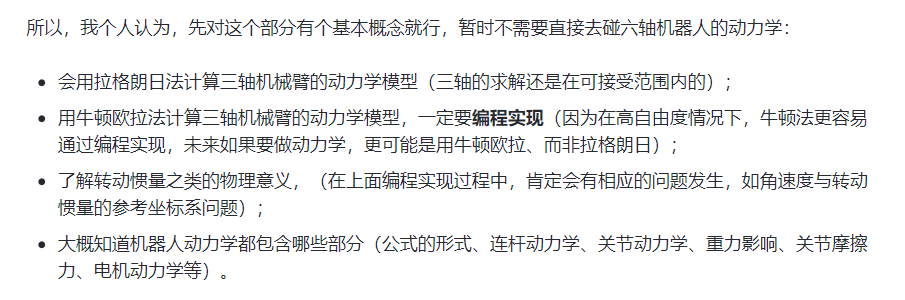 所以，我个人认为，先对这个部分有个基本概念就行，暂时不需要直接去碰六轴机器人的动力学：
• 会用拉格朗日法计算三轴机械臂的动力学模型（三轴的求解还是在可接受范围内的）；
• 用牛顿欧拉法计算三轴机械臂的动力学模型，一定要编程实现（因为在高自由度情况下，牛顿法更容易
通过编程实现，未来如果要做动力学，更可能是用牛顿欧拉、而非拉格朗日）；
• 了解转动惯量之类的物理意义，（在上面编程实现过程中，肯定会有相应的问题发生，如角速度与转动
惯量的参考坐标系问题）；
• 大概知道机器人动力学都包含哪些部分（公式的形式、连杆动力学、关节动力学、重力影响、关节摩擦
力、电机动力学等）。